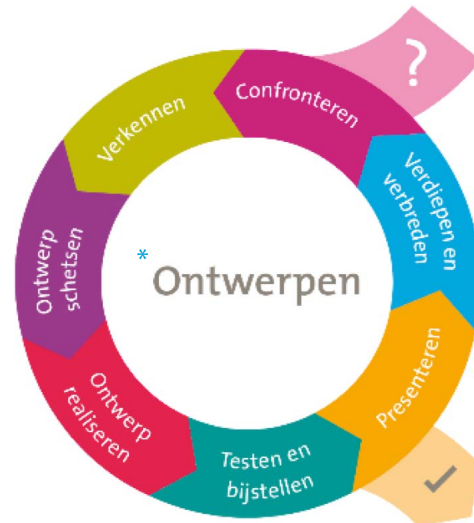 ?
Confronteren
Verkennen
Ontwerp
schetsen
Ontwerp
realiseren
Testen en
bijstellen
Presenteren
Verdiepen en
verbreden
*Ontwerpen